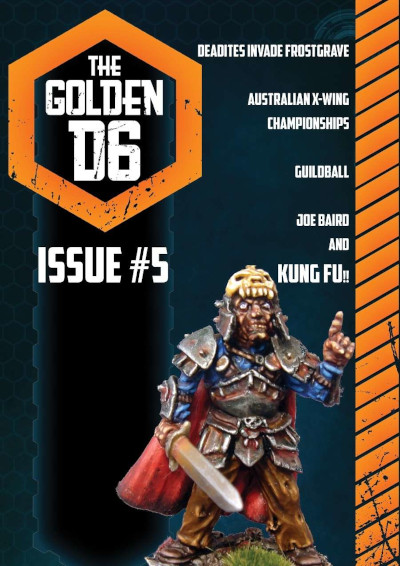 THE
GOLDEN
D6
ISSUE #5
DEADITES INVADE FROSTGRAVE
AUSTRALIAN X-WING
CHAMPIONSHIPS
GUILDBALL
JOE BAIRD
AND
KUNG FU!!